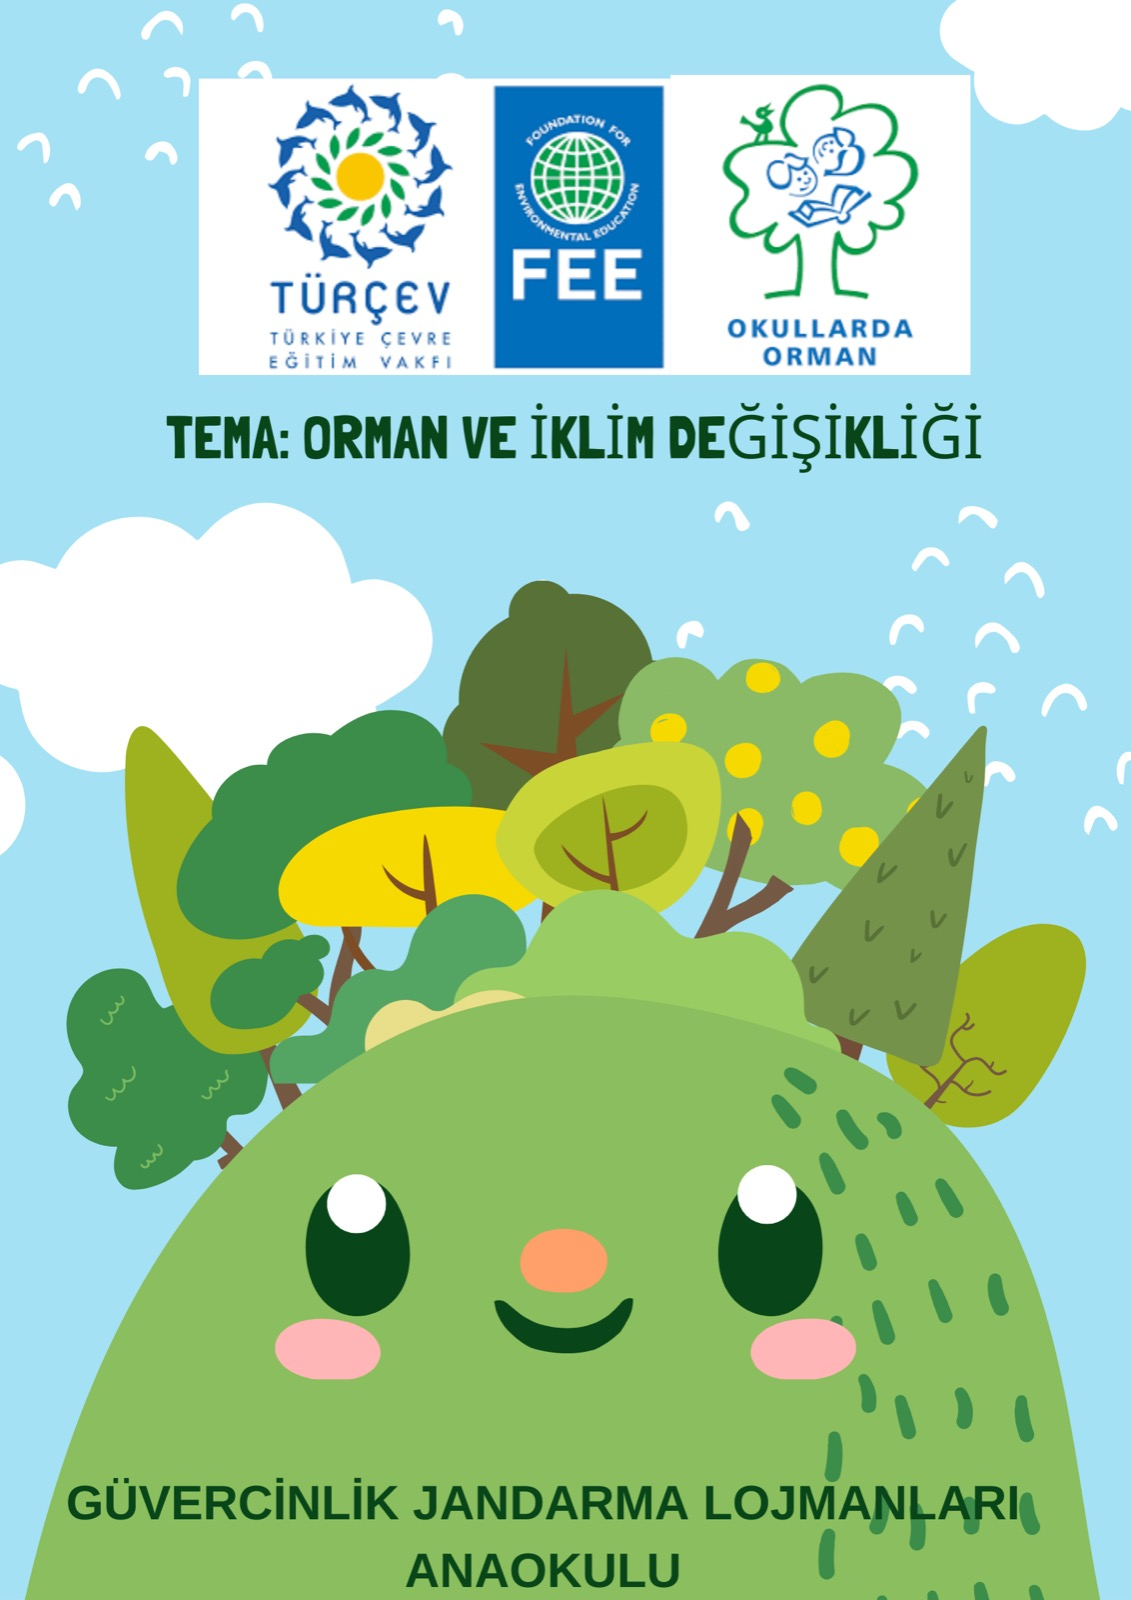 TÜRÇEV
TÜRKİYE ÇEVRE
EĞİTİM VAKFI
FOUNDATION FOR
ENVIRONMENTAL EDUCATION
FEE
OKULLARDA
ORMAN
TEMA: ORMAN VE İKLİM DEĞİŞİKLİĞİ
GÜVERCİNLİK JANDARMA LOJMANLARI
ANAOKULU